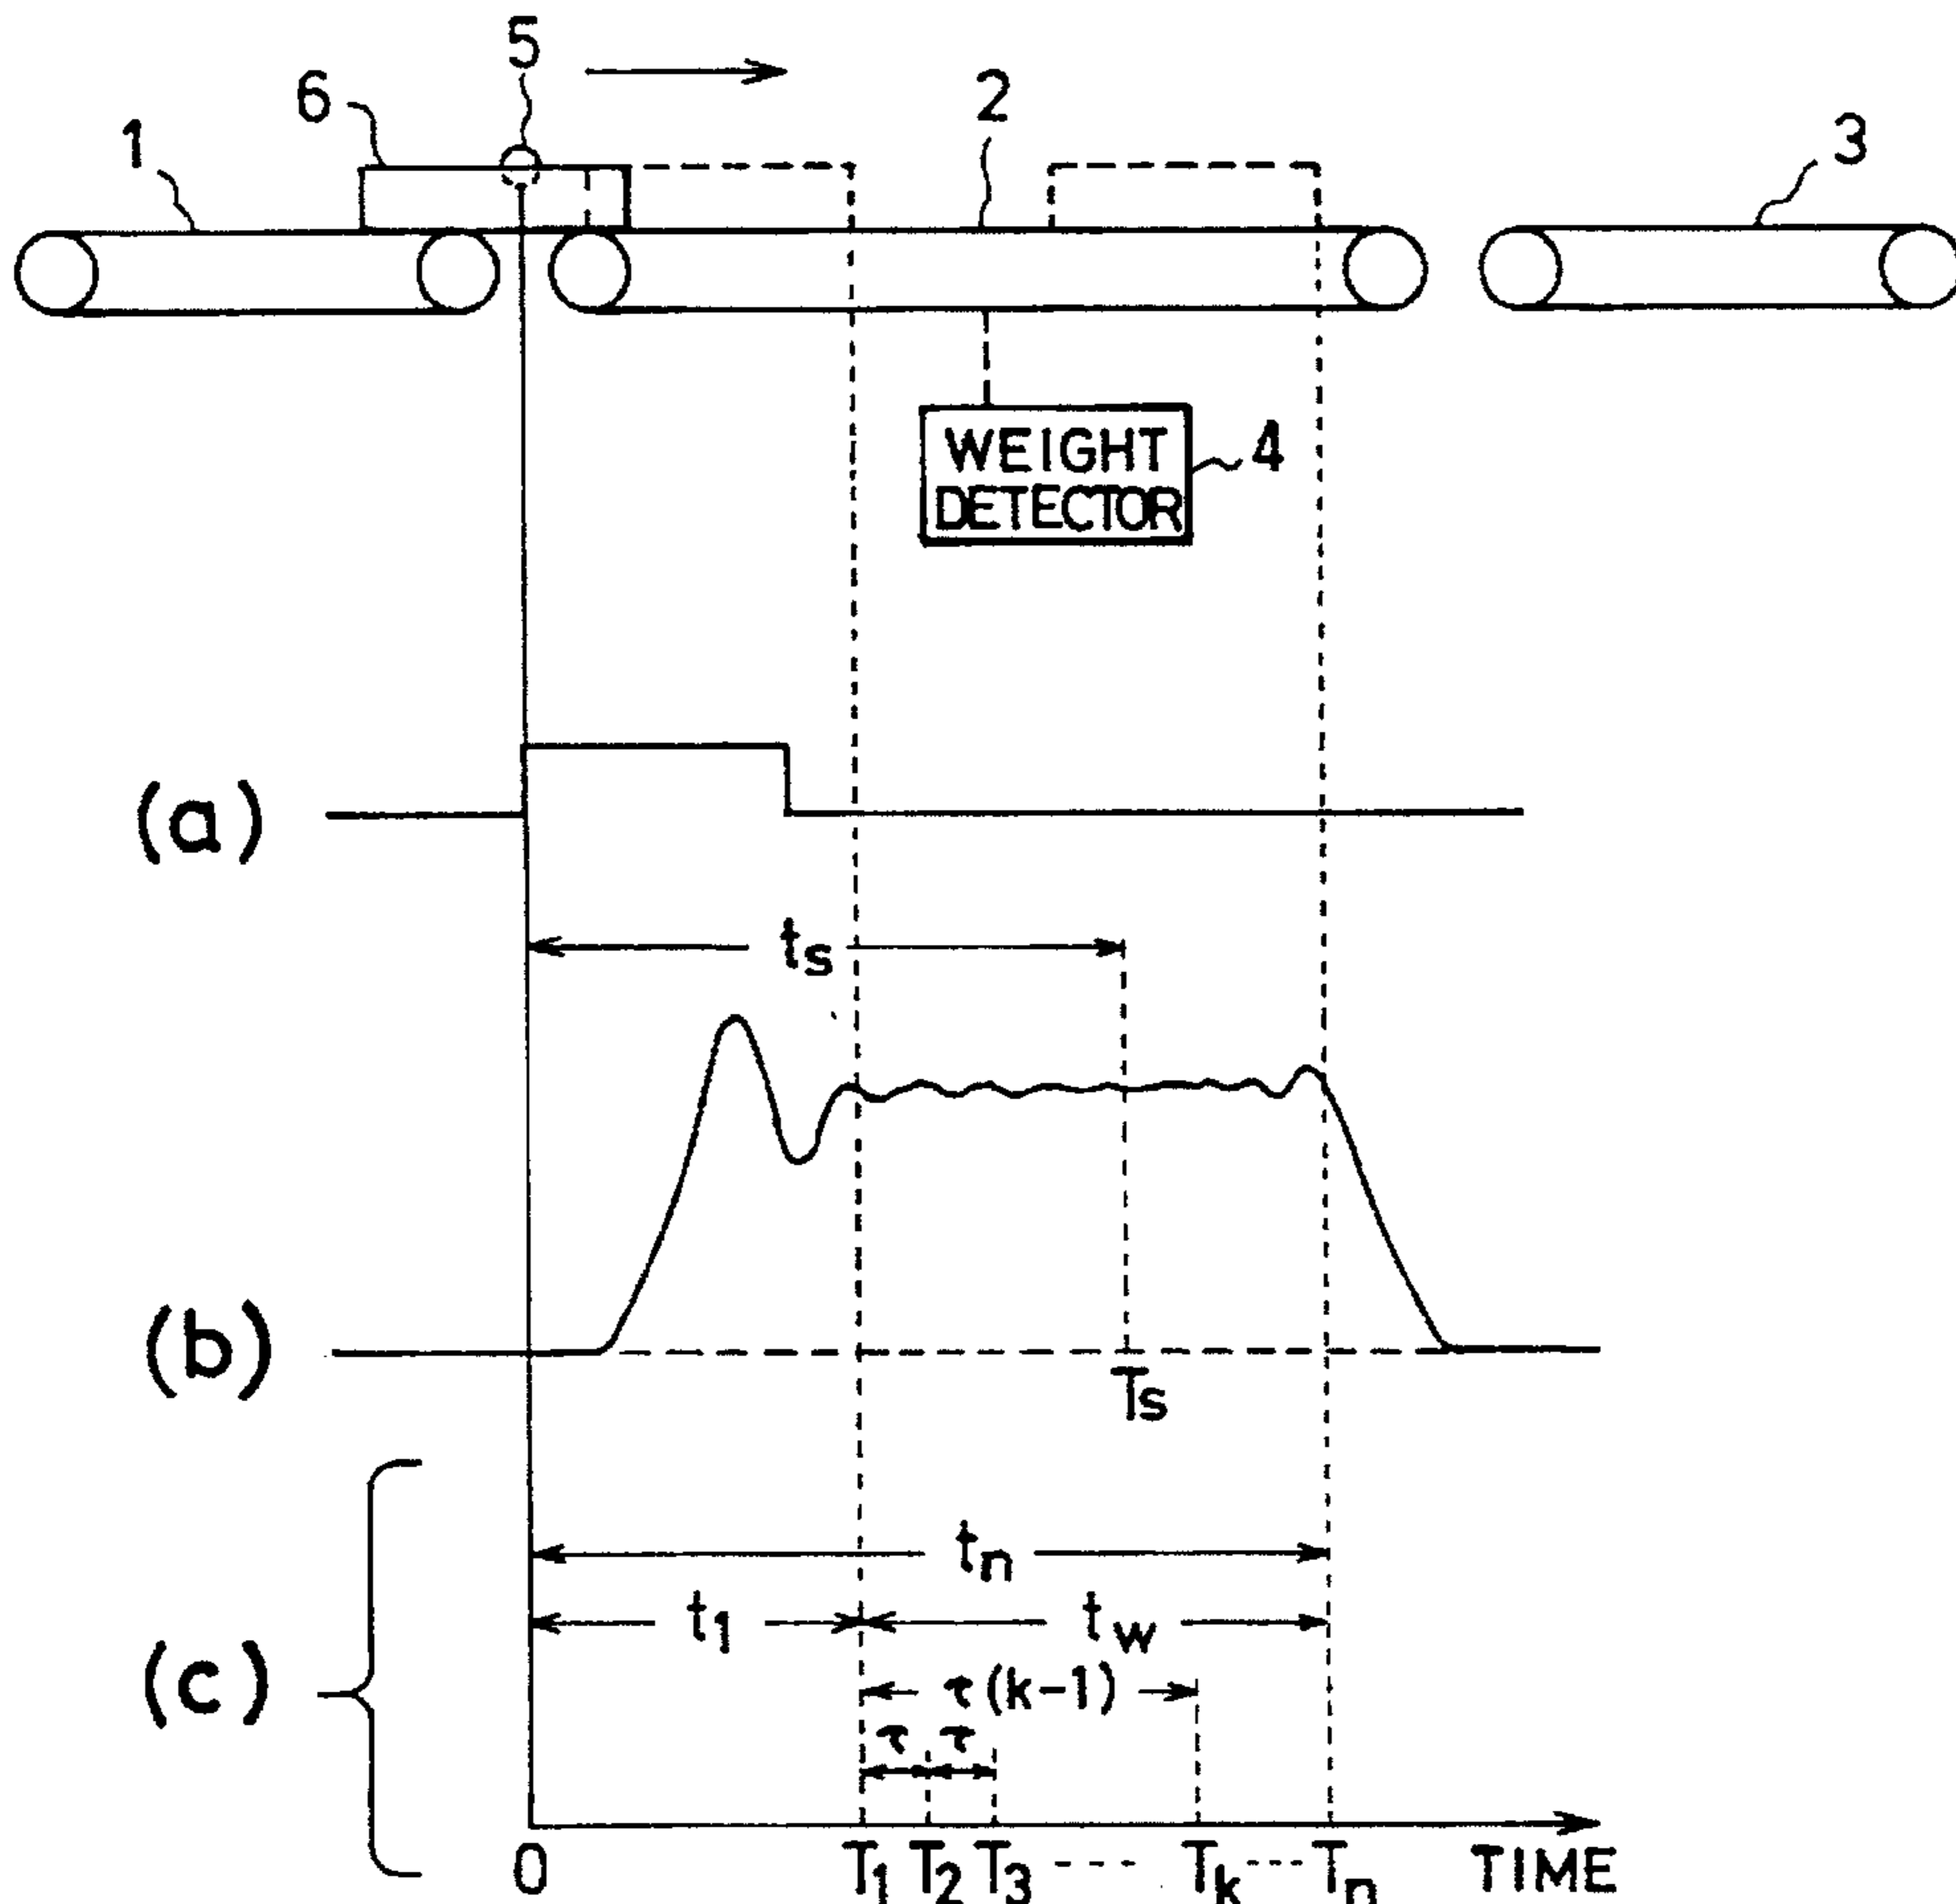 5
6
2
1
3
WEIGHT
DETECTOR
4
(a)
ts
(b)
Ts
tn
t1
tw
(c)
τ(k-1)
τ τ
0
T1 T2 T3 ---- Tk ---- Tn
TIME